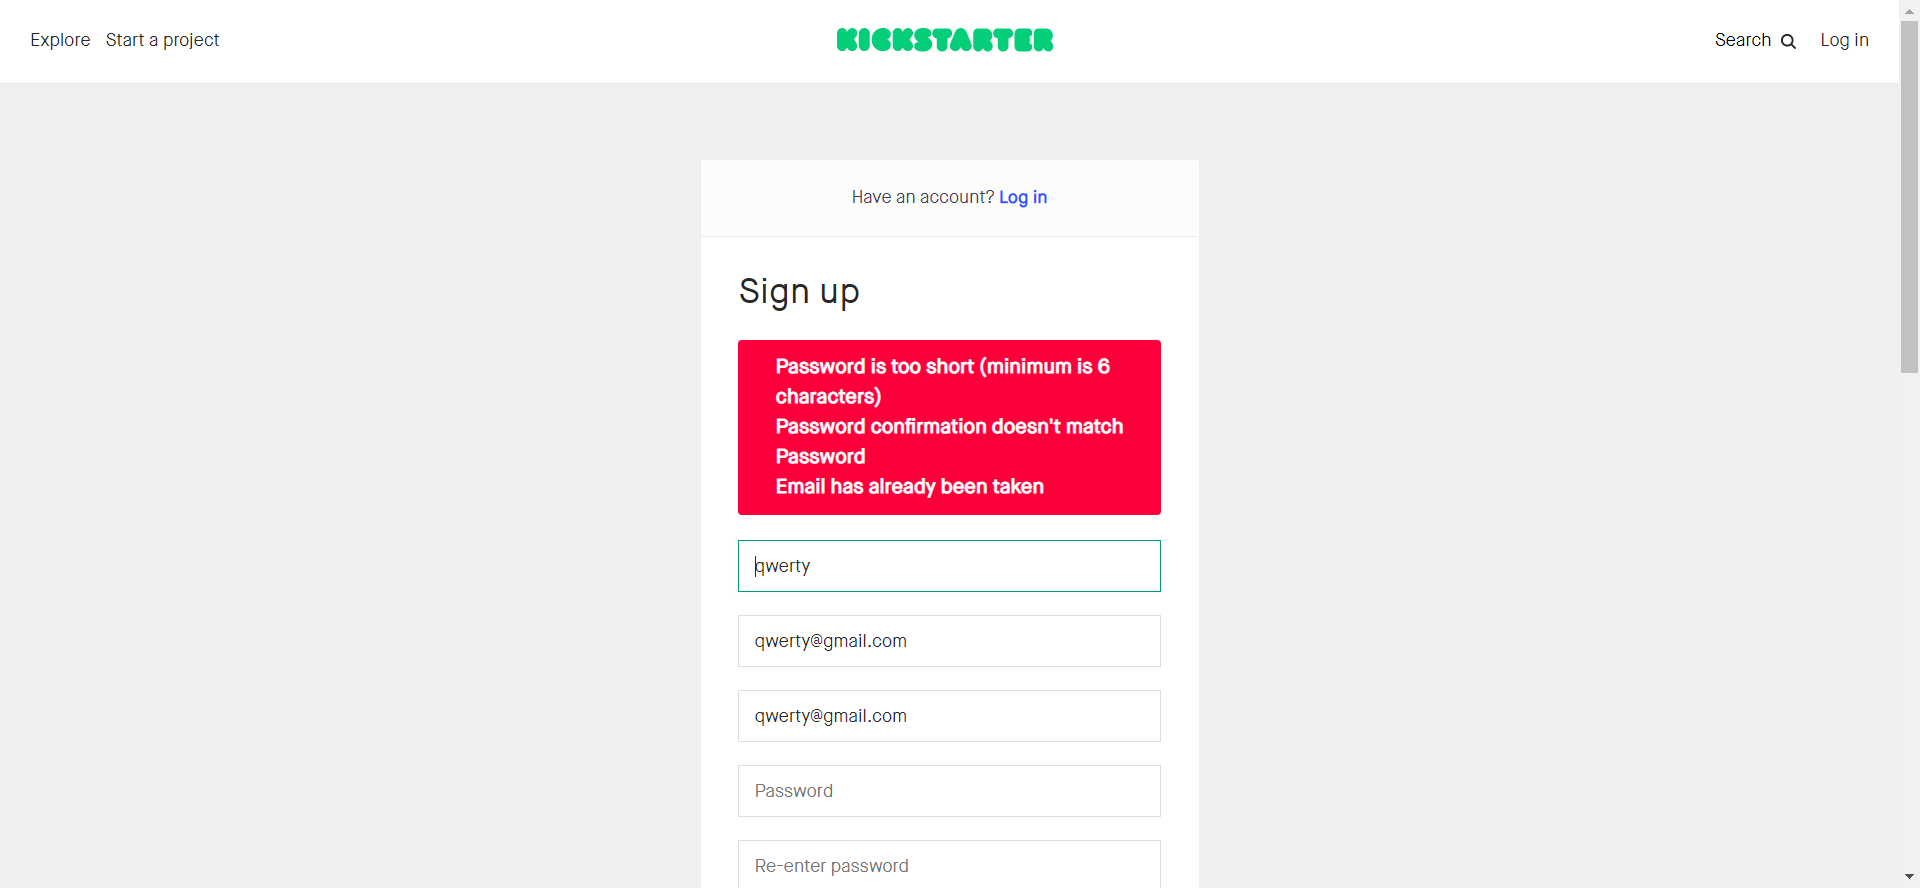 Explore Start a project KICKSTARTER Search Log in
Have an account? Log in
Sign up
Password is too short (minimum is 6
characters)
Password confirmation doesn't match
Password
Email has already been taken
qwerty
qwerty@gmail.com
qwerty@gmail.com
Password
Re-enter password